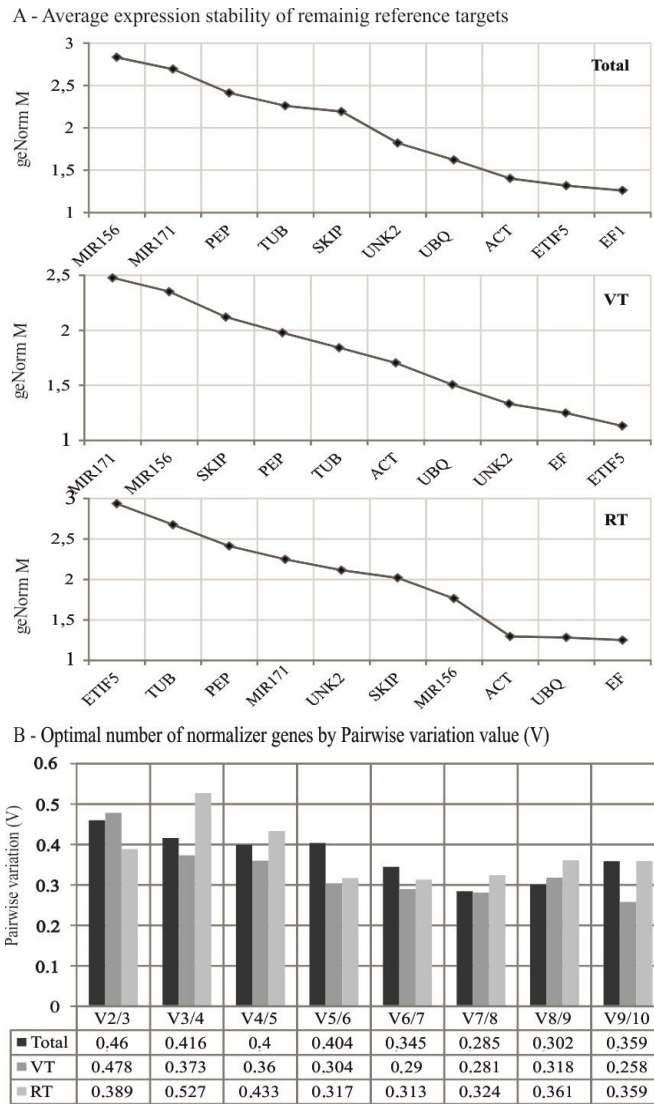 A - Average expression stability of remainig reference targets
3
2,5
2
1,5
1
geNorm M
Total
MIR156 MIR171 PEP TUB SKIP UNK2 UBQ ACT ETIF5 EF1
2,5
2
1,5
1
geNorm M
VT
MIR171 MIR156 SKIP PEP TUB ACT UBQ UNK2 EF ETIF5
3
2,5
2
1,5
1
geNorm M
RT
ETIF5 TUB PEP MIR171 UNK2 SKIP MIR156 ACT UBQ EF
B - Optimal number of normalizer genes by Pairwise variation value (V)
0.6
0.5
0.4
0.3
0.2
0.1
0
Pairwise variation (V)
V2/3 V3/4 V4/5 V5/6 V6/7 V7/8 V8/9 V9/10
Total 0.46 0.416 0.4 0.404 0.345 0.285 0.302 0.359
VT 0.478 0.373 0.36 0.304 0.29 0.281 0.318 0.258
RT 0.389 0.527 0.433 0.317 0.313 0.324 0.361 0.359